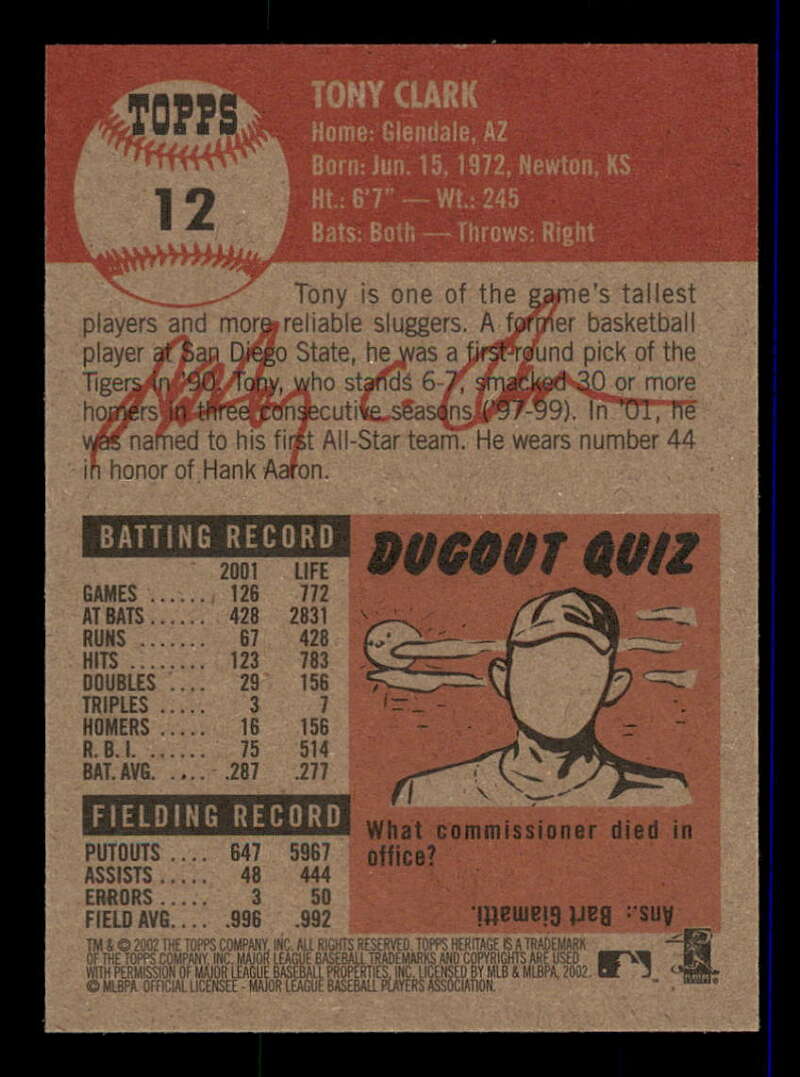 TOPPS
12
TONY CLARK
Home: Glendale, AZ
Born: Jun. 15, 1972, Newton, KS
Ht.: 6'7" — Wt.: 245
Bats: Both — Throws: Right
Tony is one of the game's tallest
players and more reliable sluggers. A former basketball
player at San Diego State, he was a first-round pick of the
Tigers in '90. Tony, who stands 6-7, smacked 30 or more
homers in three consecutive seasons ('97-99). In '01, he
was named to his first All-Star team. He wears number 44
in honor of Hank Aaron.
BATTING RECORD
2001 LIFE
GAMES ...... 126 772
AT BATS...... 428 2831
RUNS ....... 67 428
HITS ........ 123 783
DOUBLES .... 29 156
TRIPLES ..... 3 7
HOMERS ..... 16 156
R.B.I. ...... 75 514
BAT. AVG. .... .287 .277
FIELDING RECORD
PUTOUTS .... 647 5967
ASSISTS ..... 48 444
ERRORS ..... 3 50
FIELD AVG.... .996 .992
DUGOUT QUIZ
What commissioner died in
office?
Ans.: Bart Giamatti.
TM & © 2002 THE TOPPS COMPANY, INC. ALL RIGHTS RESERVED. TOPPS HERITAGE IS A TRADEMARK
OF THE TOPPS COMPANY, INC. MAJOR LEAGUE BASEBALL TRADEMARKS AND COPYRIGHTS ARE USED
WITH PERMISSION OF MAJOR LEAGUE BASEBALL PROPERTIES, INC. LICENSED BY MLB & MLBPA, 2002.
© MLBPA. OFFICIAL LICENSEE - MAJOR LEAGUE BASEBALL PLAYERS ASSOCIATION.